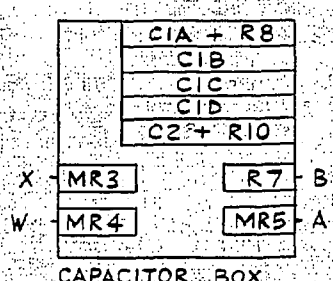 C1A + R8
C1B
C1C
C1D
C2 + R10
X MR3 R7 B
W MR4 MR5 A
CAPACITOR BOX